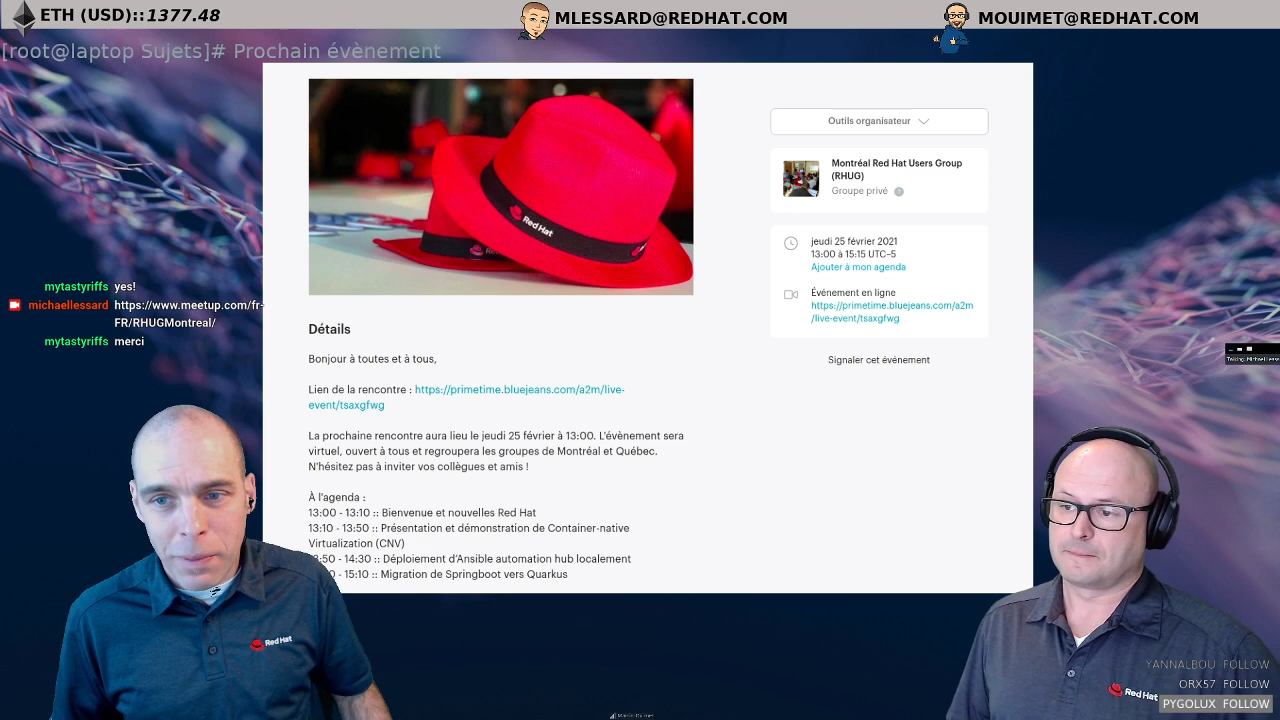 ETH (USD)::1377.48
MLESSARD@REDHAT.COM
MOUIMET@REDHAT.COM
[root@laptop Sujets]# Prochain évènement
Red Hat
Outils organisateur
Montréal Red Hat Users Group
(RHUG)
Groupe privé
jeudi 25 février 2021
13:00 à 15:15 UTC-5
Ajouter à mon agenda
Événement en ligne
https://primetime.bluejeans.com/a2m
/live-event/tsaxgfwg
Signaler cet événement
mytastyriffs yes!
michaellessard https://www.meetup.com/fr-
FR/RHUGMontreal/
mytastyriffs merci
Détails
Bonjour à toutes et à tous,
Lien de la rencontre : https://primetime.bluejeans.com/a2m/live-
event/tsaxgfwg
La prochaine rencontre aura lieu le jeudi 25 février à 13:00. L'évènement sera
virtuel, ouvert à tous et regroupera les groupes de Montréal et Québec.
N'hésitez pas à inviter vos collègues et amis !
À l'agenda :
13:00 - 13:10 :: Bienvenue et nouvelles Red Hat
13:10 - 13:50 :: Présentation et démonstration de Container-native
Virtualization (CNV)
:50 - 14:30 :: Déploiement d'Ansible automation hub localement
- 15:10 :: Migration de Springboot vers Quarkus
Red Hat
Red Hat
YANNALBOU FOLLOW
ORX57 FOLLOW
PYGOLUX FOLLOW